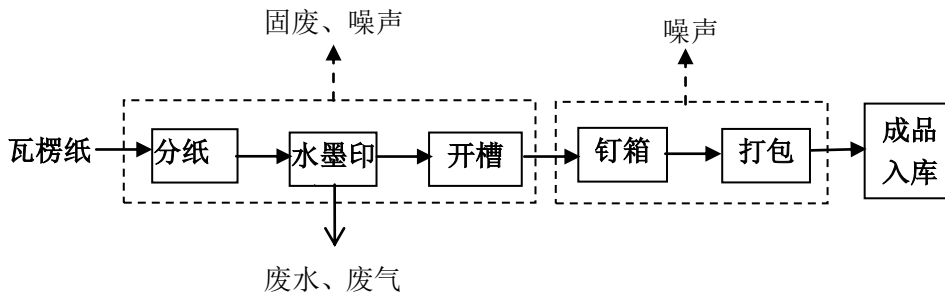 固废、噪声
噪声
瓦楞纸
分纸
水墨印
开槽
钉箱
打包
成品
入库
废水、废气